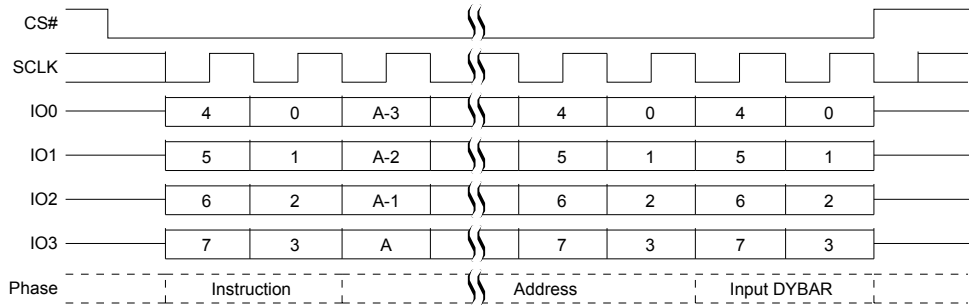 CS#
SCLK
IO0 4 0 A-3 4 0 4 0
IO1 5 1 A-2 5 1 5 1
IO2 6 2 A-1 6 2 6 2
IO3 7 3 A 7 3 7 3
Phase Instruction Address Input DYBAR